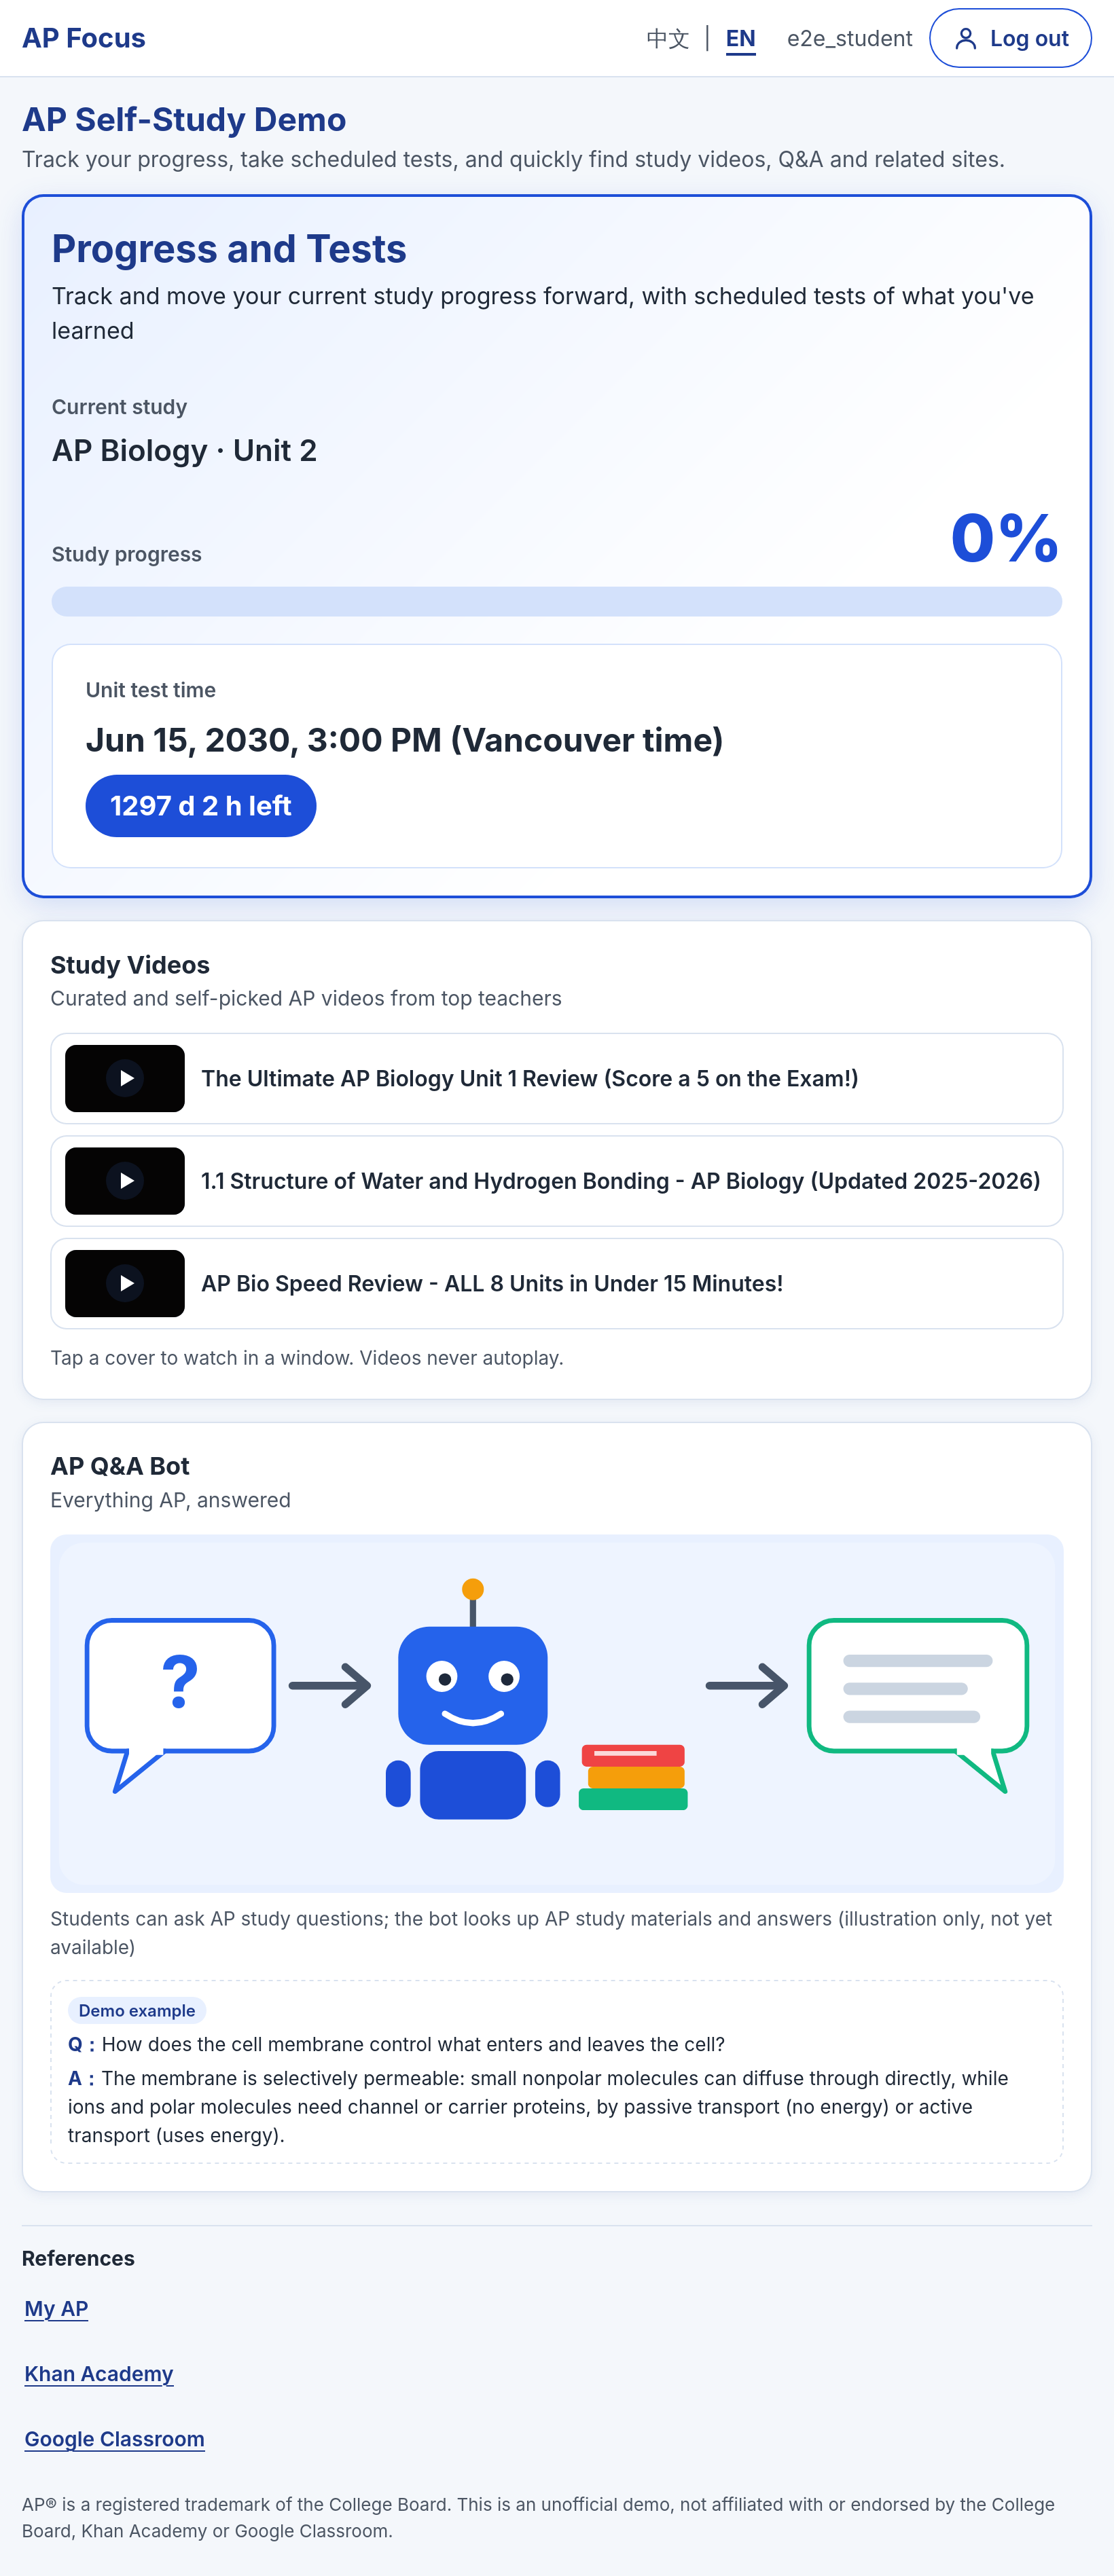 AP Focus
中文 | EN e2e_student Log out
AP Self-Study Demo
Track your progress, take scheduled tests, and quickly find study videos, Q&A and related sites.
Progress and Tests
Track and move your current study progress forward, with scheduled tests of what you've
learned
Current study
AP Biology · Unit 2
Study progress
0%
Unit test time
Jun 15, 2030, 3:00 PM (Vancouver time)
1297 d 2 h left
Study Videos
Curated and self-picked AP videos from top teachers
The Ultimate AP Biology Unit 1 Review (Score a 5 on the Exam!)
1.1 Structure of Water and Hydrogen Bonding - AP Biology (Updated 2025-2026)
AP Bio Speed Review - ALL 8 Units in Under 15 Minutes!
Tap a cover to watch in a window. Videos never autoplay.
AP Q&A Bot
Everything AP, answered
?
Students can ask AP study questions; the bot looks up AP study materials and answers (illustration only, not yet
available)
Demo example
Q：How does the cell membrane control what enters and leaves the cell?
A：The membrane is selectively permeable: small nonpolar molecules can diffuse through directly, while
ions and polar molecules need channel or carrier proteins, by passive transport (no energy) or active
transport (uses energy).
References
My AP
Khan Academy
Google Classroom
AP® is a registered trademark of the College Board. This is an unofficial demo, not affiliated with or endorsed by the College
Board, Khan Academy or Google Classroom.